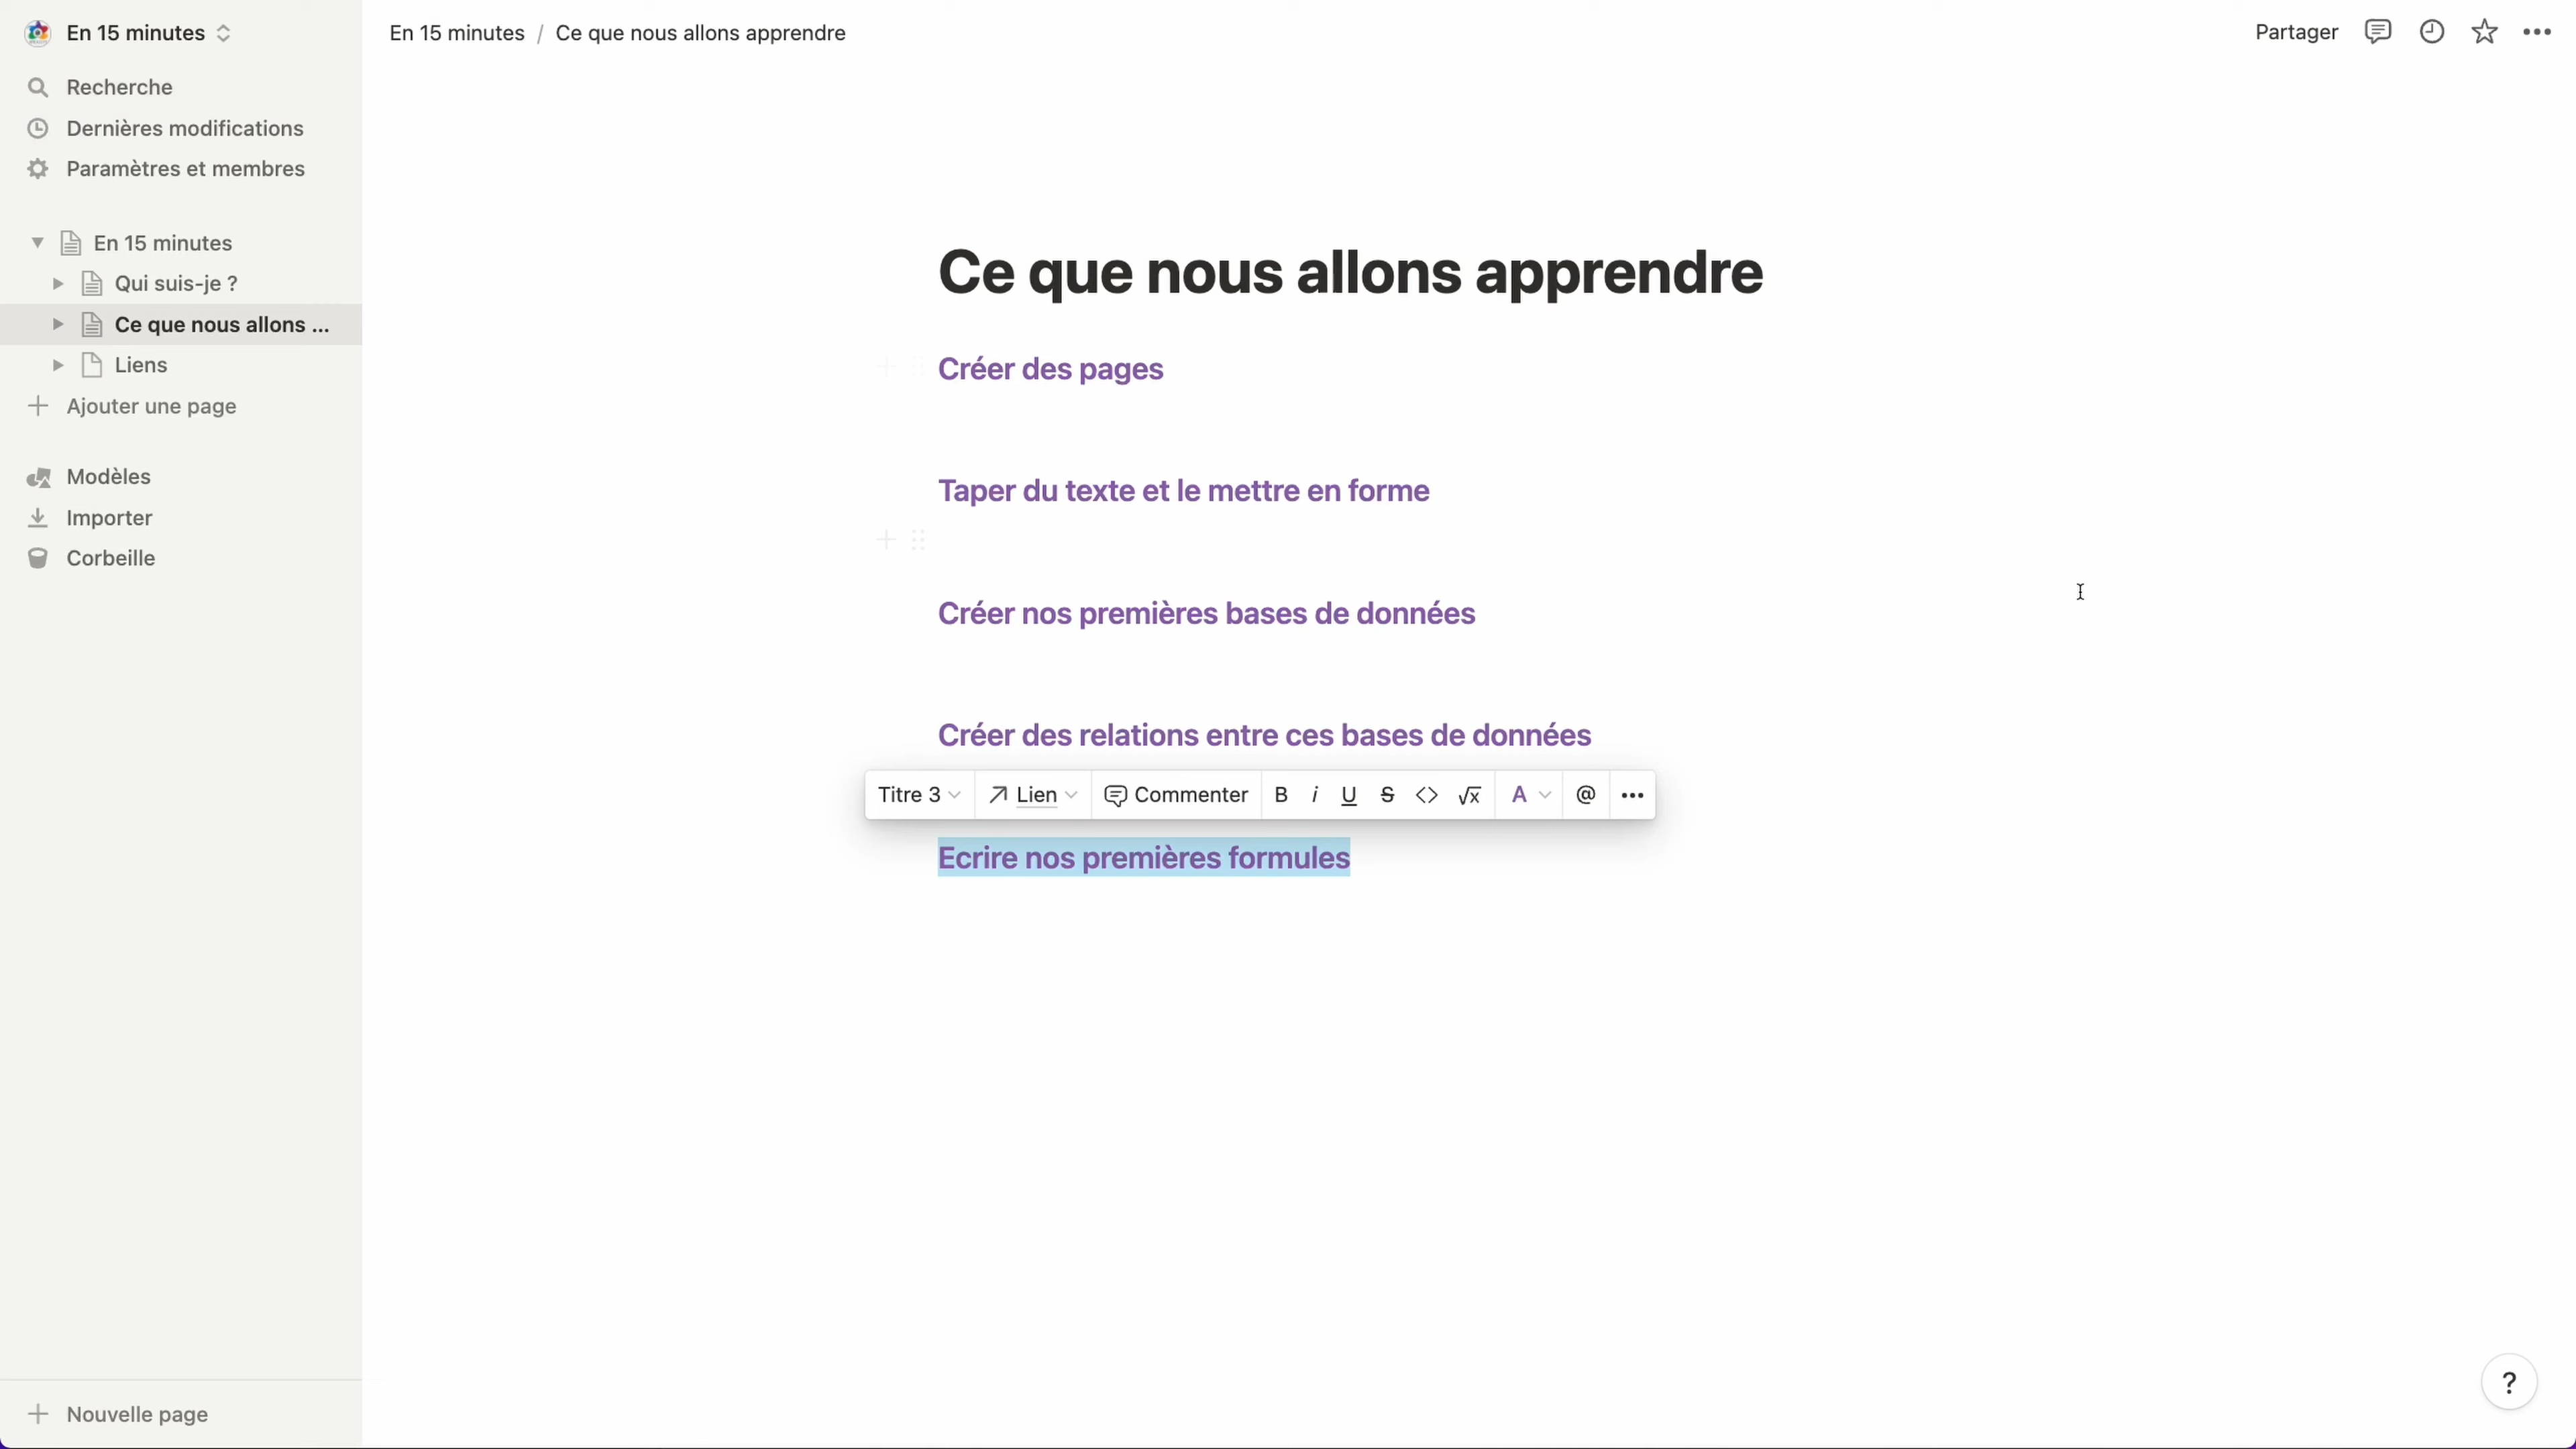 En 15 minutes
Recherche
Dernières modifications
Paramètres et membres
En 15 minutes
Qui suis-je ?
Ce que nous allons ...
Liens
Ajouter une page
Modèles
Importer
Corbeille
Nouvelle page
En 15 minutes / Ce que nous allons apprendre
Partager
Ce que nous allons apprendre
Créer des pages
Taper du texte et le mettre en forme
Créer nos premières bases de données
Créer des relations entre ces bases de données
Titre 3 Lien Commenter B i U S <> √x A @ •••
Ecrire nos premières formules
?